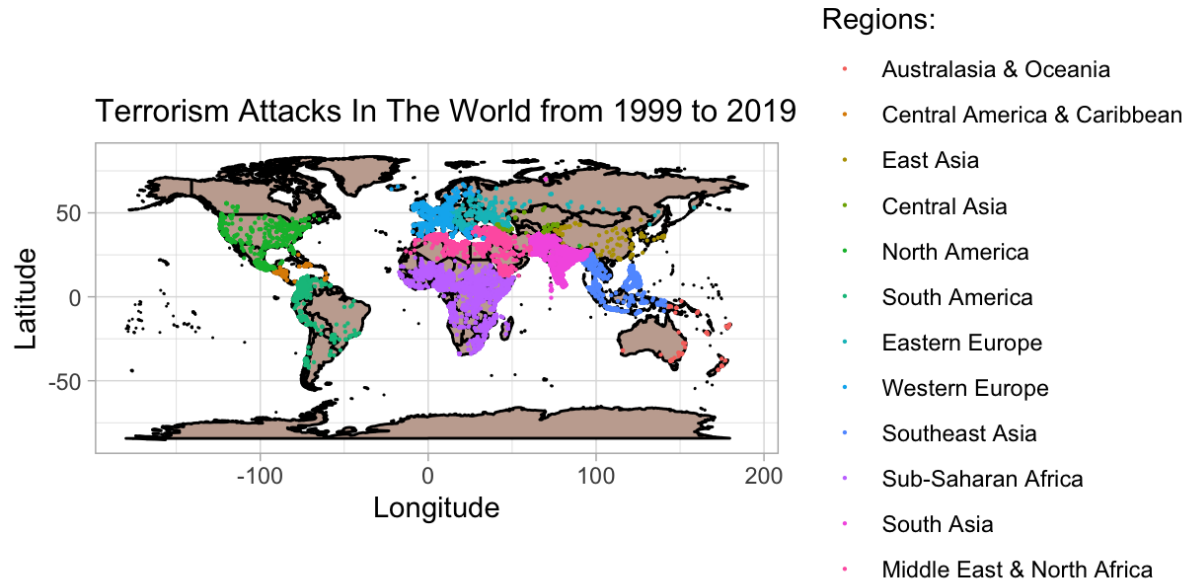 Regions:
Australasia & Oceania
Central America & Caribbean
East Asia
Central Asia
North America
South America
Eastern Europe
Western Europe
Southeast Asia
Sub-Saharan Africa
South Asia
Middle East & North Africa
Terrorism Attacks In The World from 1999 to 2019
Latitude
50
0
-50
-100
0
100
200
Longitude